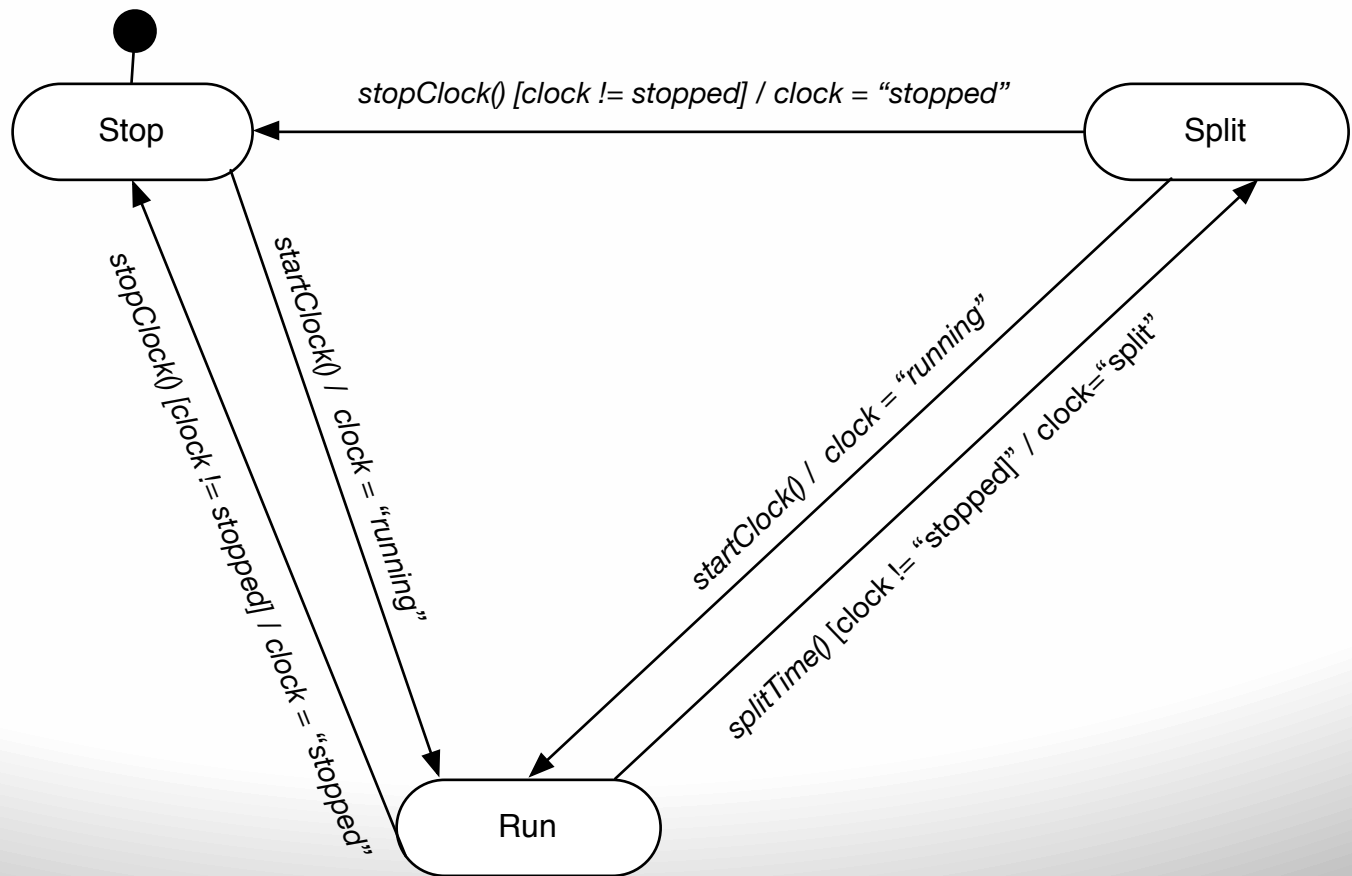 stopClock() [clock != stopped] / clock = “stopped”
Stop
Split
stopClock() [clock != stopped] / clock = “stopped”
startClock() / clock = “running”
startClock() / clock = “running”
splitTime() [clock != “stopped]” / clock=“split”
Run